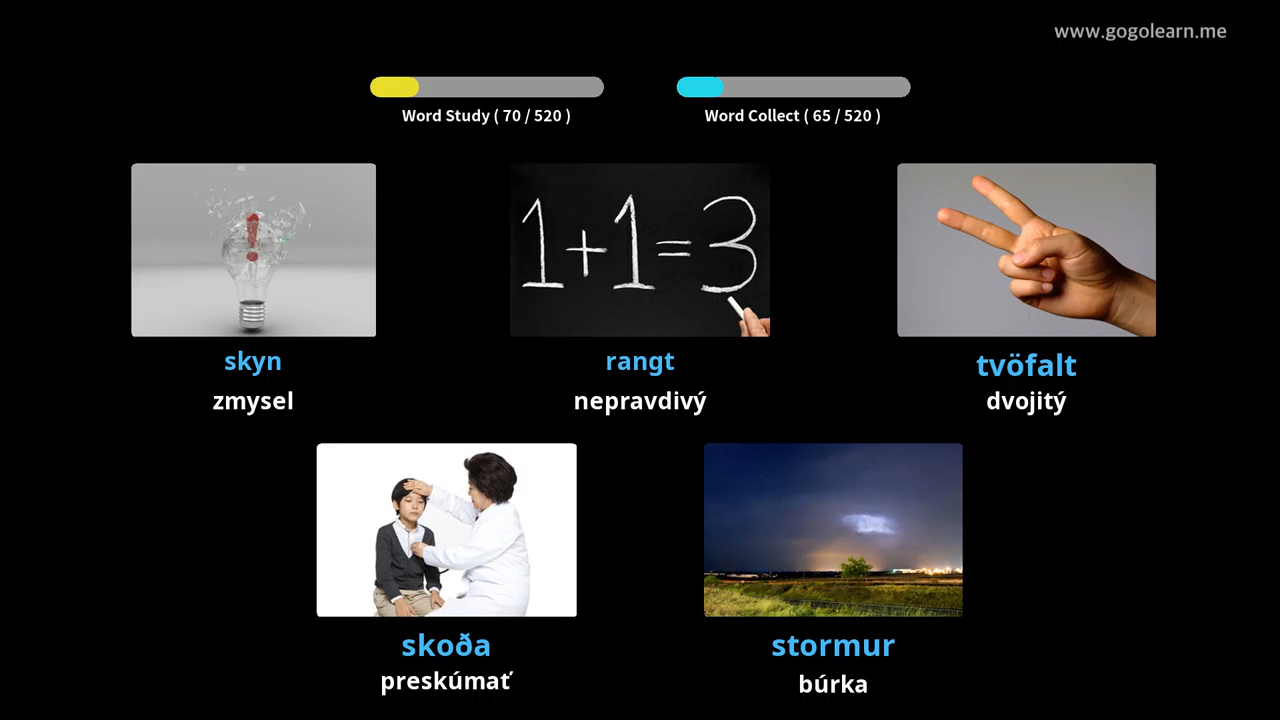 www.gogolearn.me
Word Study ( 70 / 520 )
Word Collect ( 65 / 520 )
1+1=3
skyn
zmysel
rangt
nepravdivý
tvöfalt
dvojitý
skoða
preskúmať
stormur
búrka